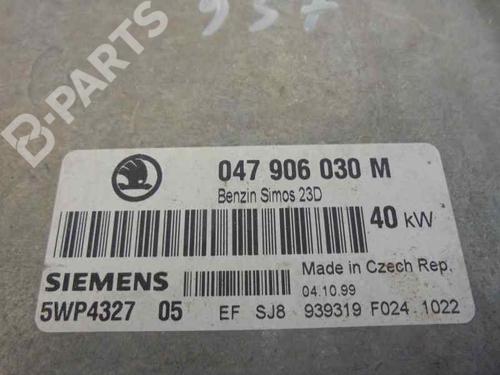 957
B-PARTS
047 906 030 M
Benzin Simos 23D
40 kW
SIEMENS
Made in Czech Rep.
04.10.99
5WP4327 05 EF SJ8 939319 F024 1022